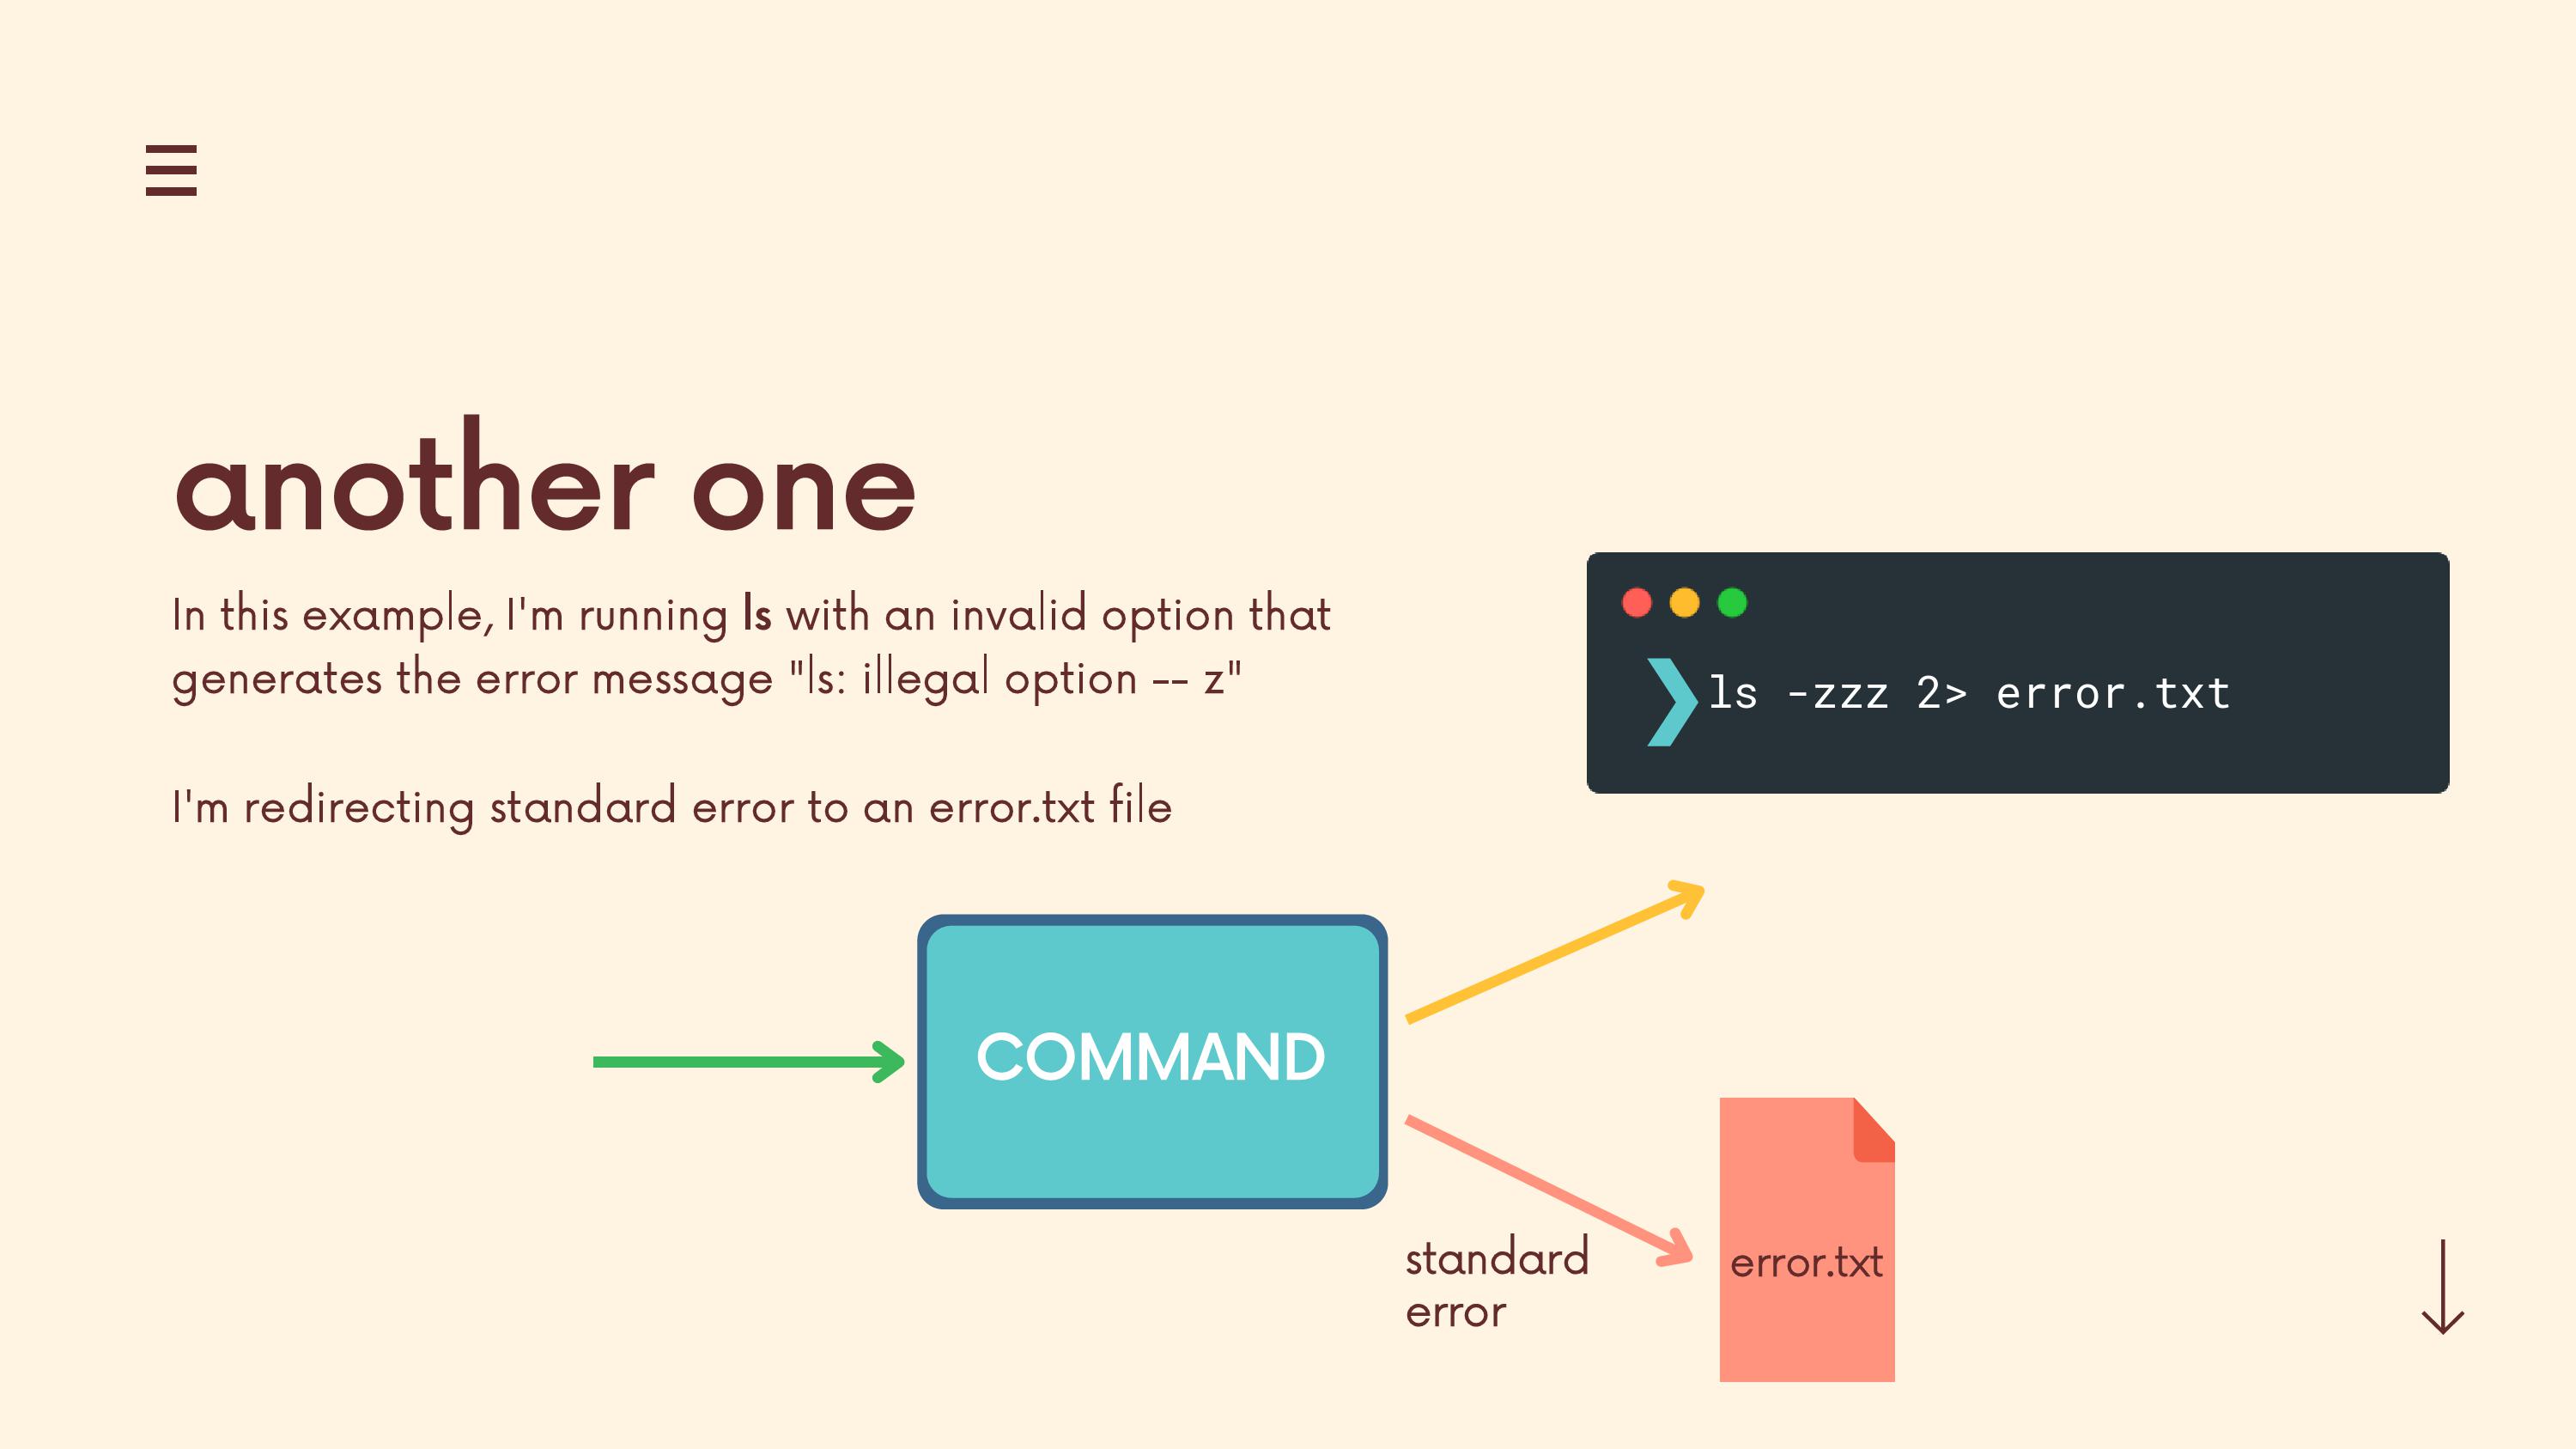 another one
In this example, I'm running ls with an invalid option that
generates the error message "ls: illegal option -- z"
I'm redirecting standard error to an error.txt file
ls -zzz 2> error.txt
COMMAND
standard
error
error.txt